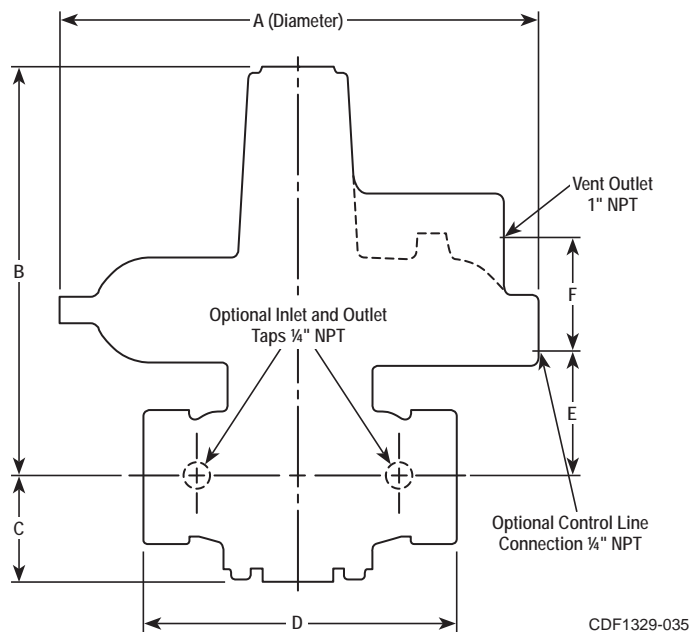 A (Diameter)
Vent Outlet
1" NPT
B
F
Optional Inlet and Outlet
Taps ¼" NPT
E
C
Optional Control Line
Connection ¼" NPT
D
CDF1329-035